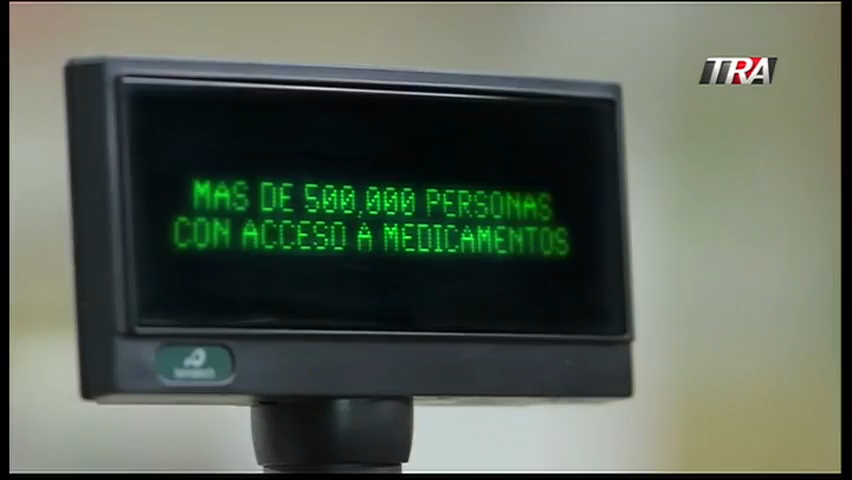 TRA
MAS DE 500,000 PERSONAS
CON ACCESO A MEDICAMENTOS